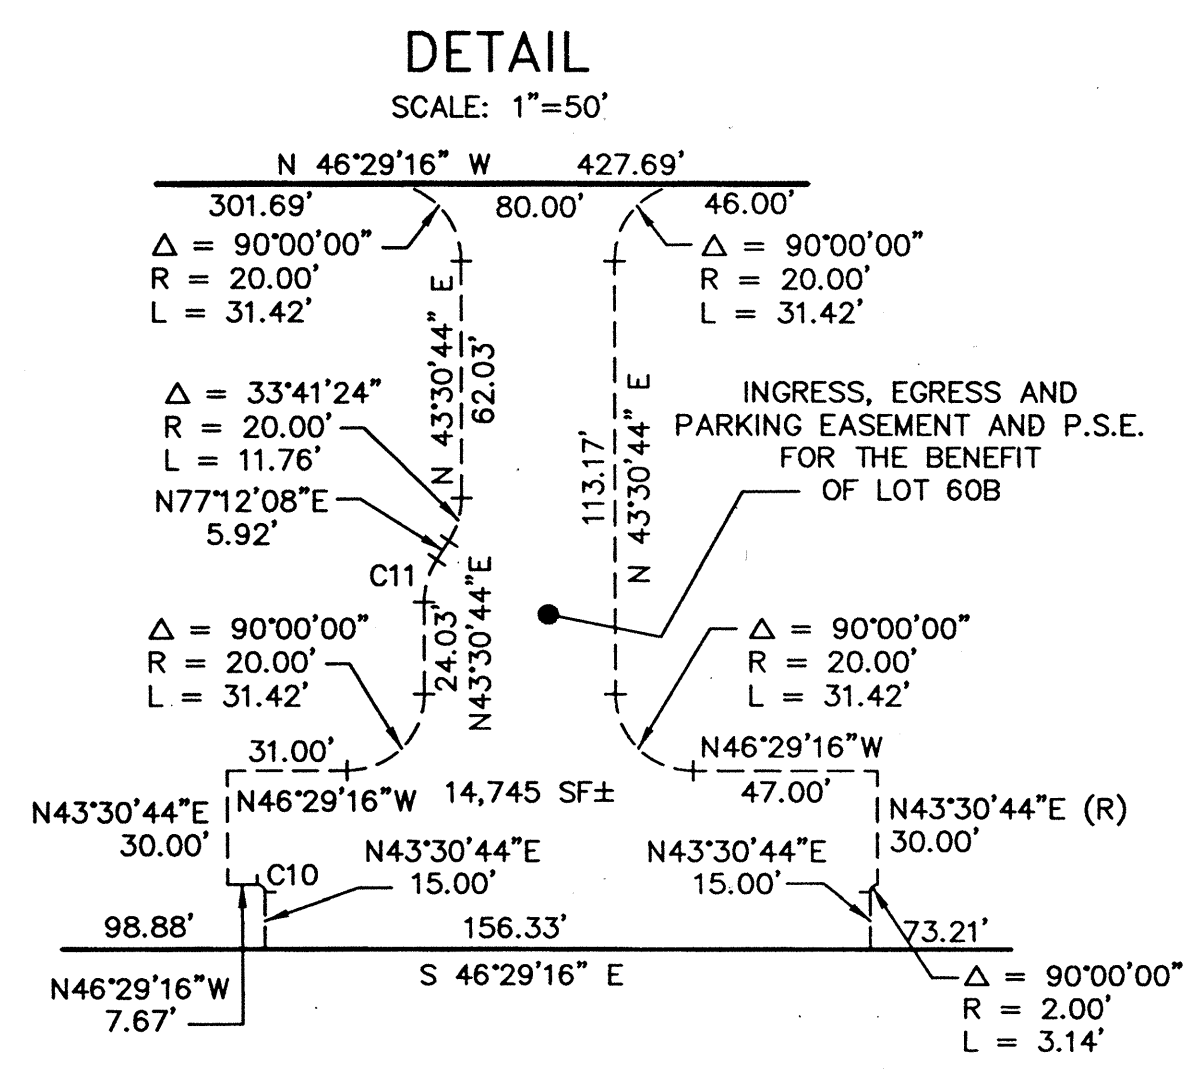 DETAIL
SCALE: 1"=50'
N 46°29'16" W 427.69'
301.69' 80.00' 46.00'
Δ = 90°00'00"
R = 20.00'
L = 31.42'
Δ = 90°00'00"
R = 20.00'
L = 31.42'
N 43°30'44" E
62.03'
Δ = 33°41'24"
R = 20.00'
L = 11.76'
N77°12'08"E
5.92'
C11
113.17'
N 43°30'44" E
INGRESS, EGRESS AND
PARKING EASEMENT AND P.S.E.
FOR THE BENEFIT
OF LOT 60B
24.03'
N43°30'44"E
Δ = 90°00'00"
R = 20.00'
L = 31.42'
Δ = 90°00'00"
R = 20.00'
L = 31.42'
31.00'
N46°29'16"W
14,745 SF±
N46°29'16"W
47.00'
N43°30'44"E
30.00'
N43°30'44"E (R)
30.00'
C10
N43°30'44"E
15.00'
N43°30'44"E
15.00'
98.88' 156.33' 73.21'
S 46°29'16" E
N46°29'16"W
7.67'
Δ = 90°00'00"
R = 2.00'
L = 3.14'